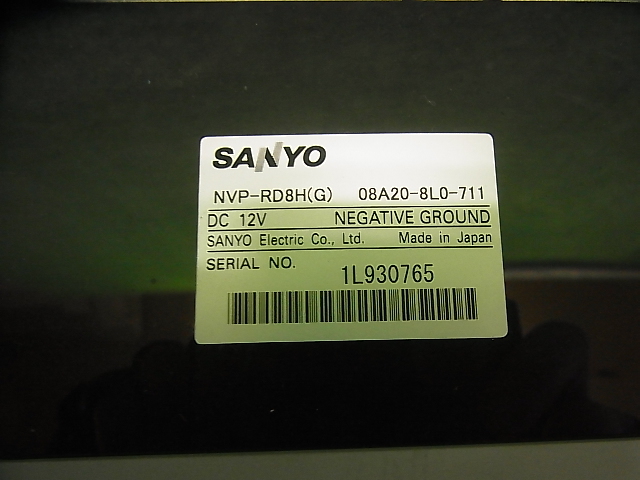 SANYO
NVP-RD8H(G) 08A20-8L0-711
DC 12V NEGATIVE GROUND
SANYO Electric Co., Ltd. Made in Japan
SERIAL NO. 1L930765